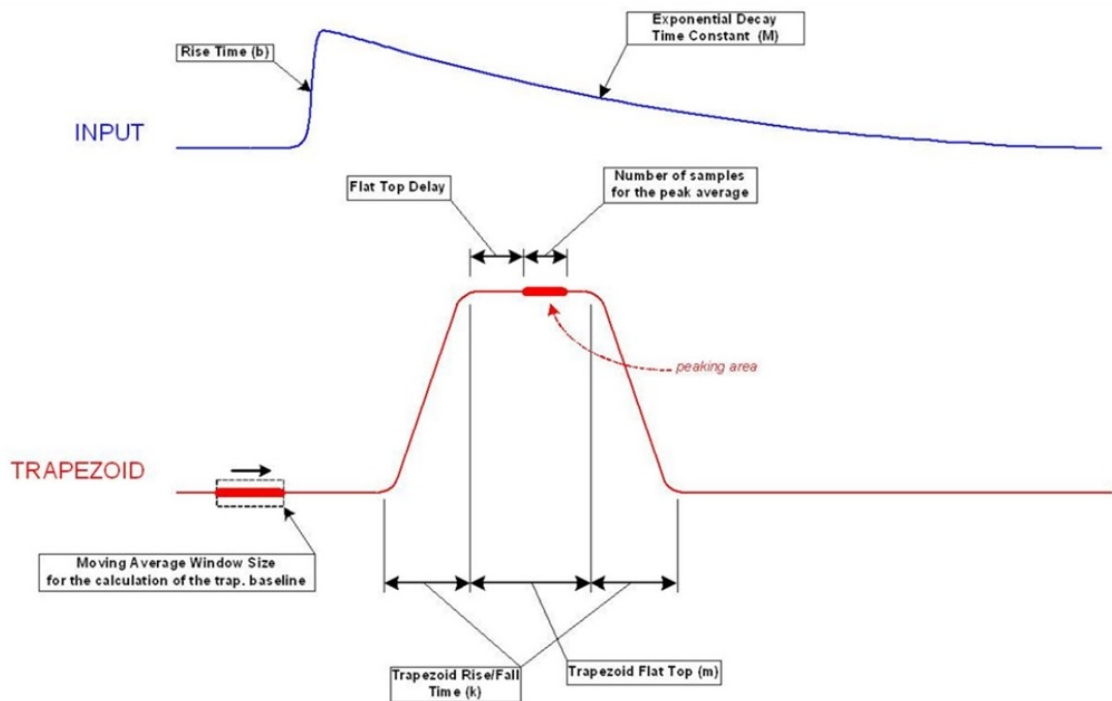 Exponential Decay
Time Constant (M)
Rise Time (b)
INPUT
Flat Top Delay
Number of samples
for the peak average
peaking area
TRAPEZOID
Moving Average Window Size
for the calculation of the trap. baseline
Trapezoid Rise/Fall
Time (k)
Trapezoid Flat Top (m)